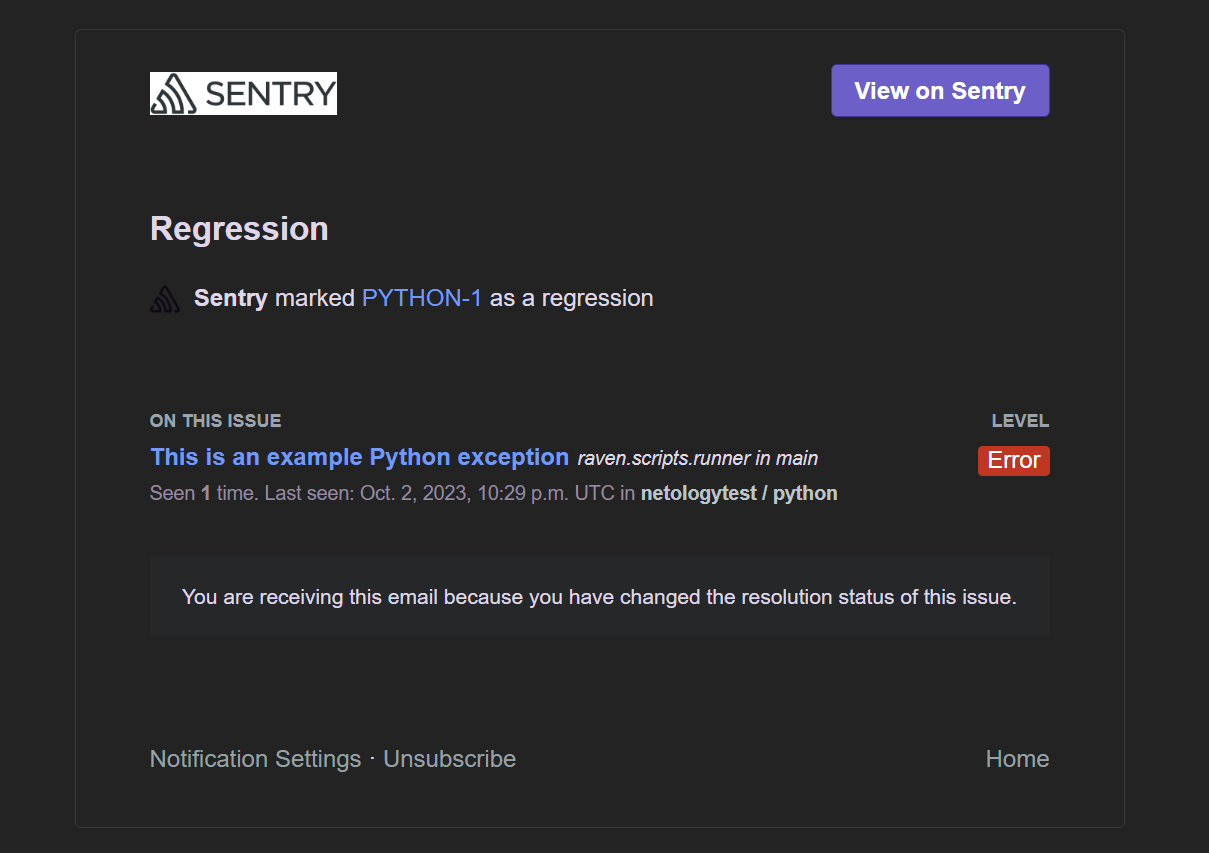 SENTRY
View on Sentry
Regression
Sentry marked PYTHON-1 as a regression
ON THIS ISSUE
LEVEL
This is an example Python exception raven.scripts.runner in main
Error
Seen 1 time. Last seen: Oct. 2, 2023, 10:29 p.m. UTC in netologytest / python
You are receiving this email because you have changed the resolution status of this issue.
Notification Settings · Unsubscribe
Home